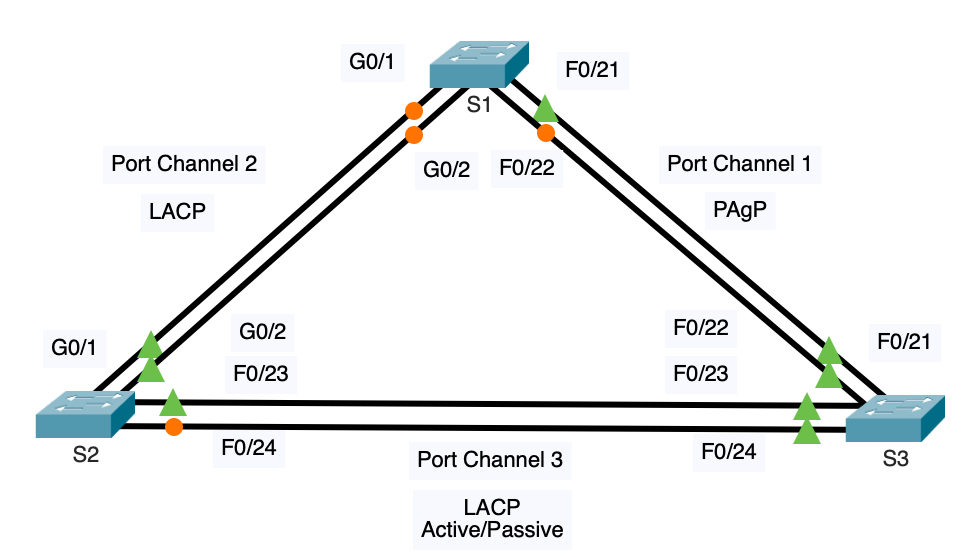 G0/1
F0/21
S1
Port Channel 2
G0/2
F0/22
Port Channel 1
LACP
PAgP
G0/1
G0/2
F0/22
F0/21
F0/23
F0/23
S2
F0/24
F0/24
S3
Port Channel 3
LACP
Active/Passive